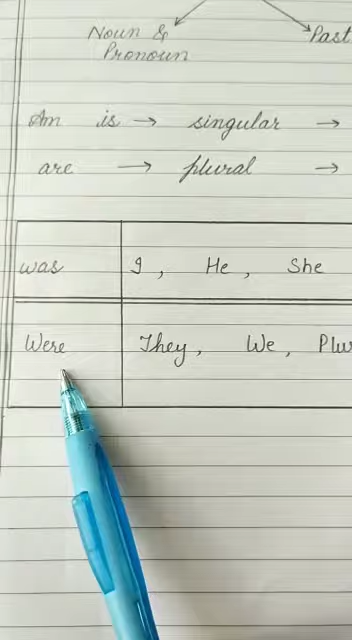 Noun & Past
Pronoun
Am is → singular →
are → plural →
was I, He, She
Were They, We,